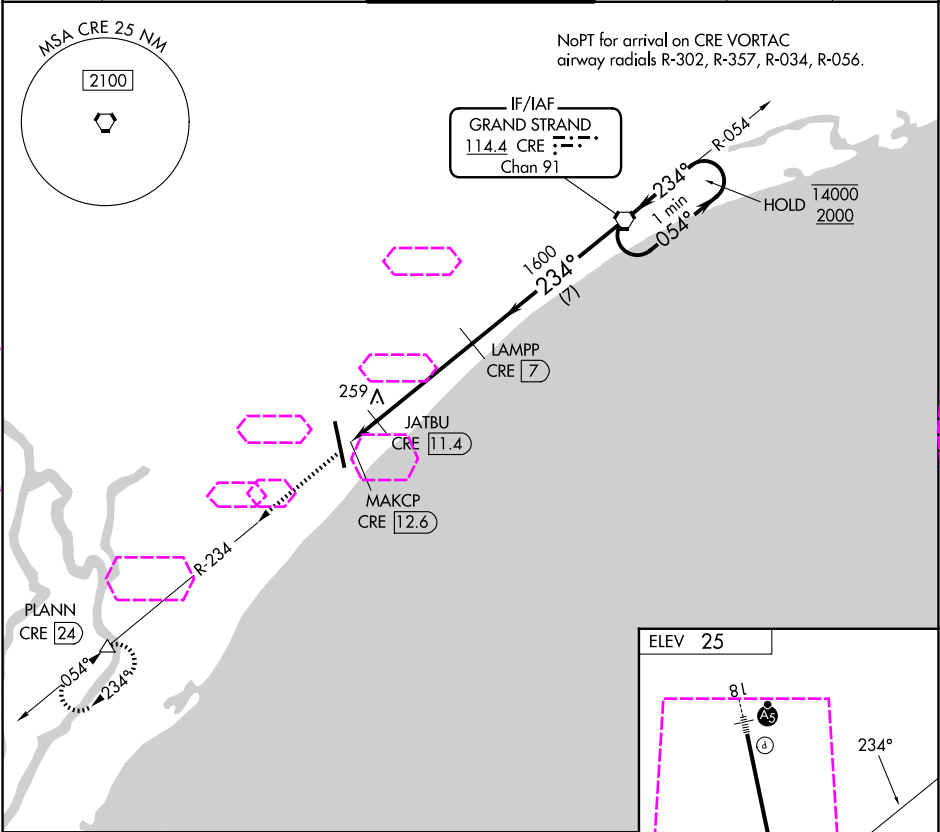 MSA CRE 25 NM
2100
NoPT for arrival on CRE VORTAC
airway radials R-302, R-357, R-034, R-056.
IF/IAF
GRAND STRAND
114.4 CRE
Chan 91
R-054
234°
1 min
054°
HOLD
14000
2000
1600
234°
(7)
LAMPP
CRE 7
259
JATBU
CRE 11.4
MAKCP
CRE 12.6
R-234
PLANN
CRE 24
054°
234°
ELEV 25
18
A5
234°